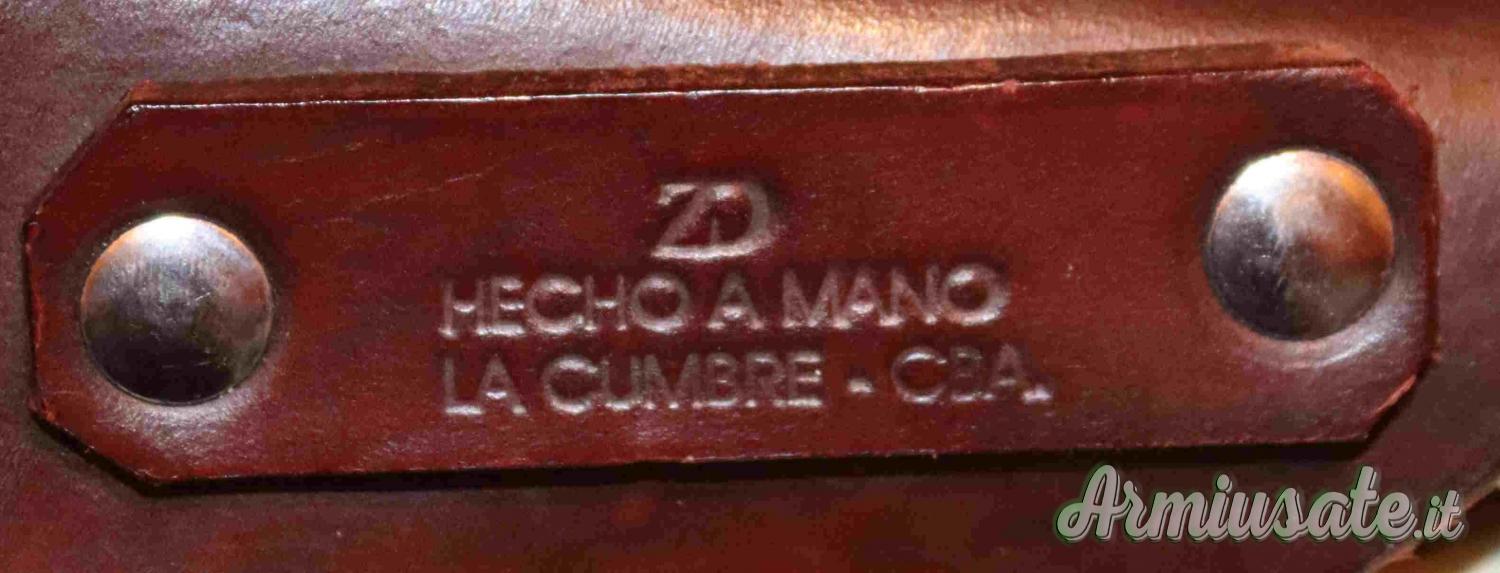 ZD
HECHO A MANO
LA CUMBRE - CBA.
Armiusate.it